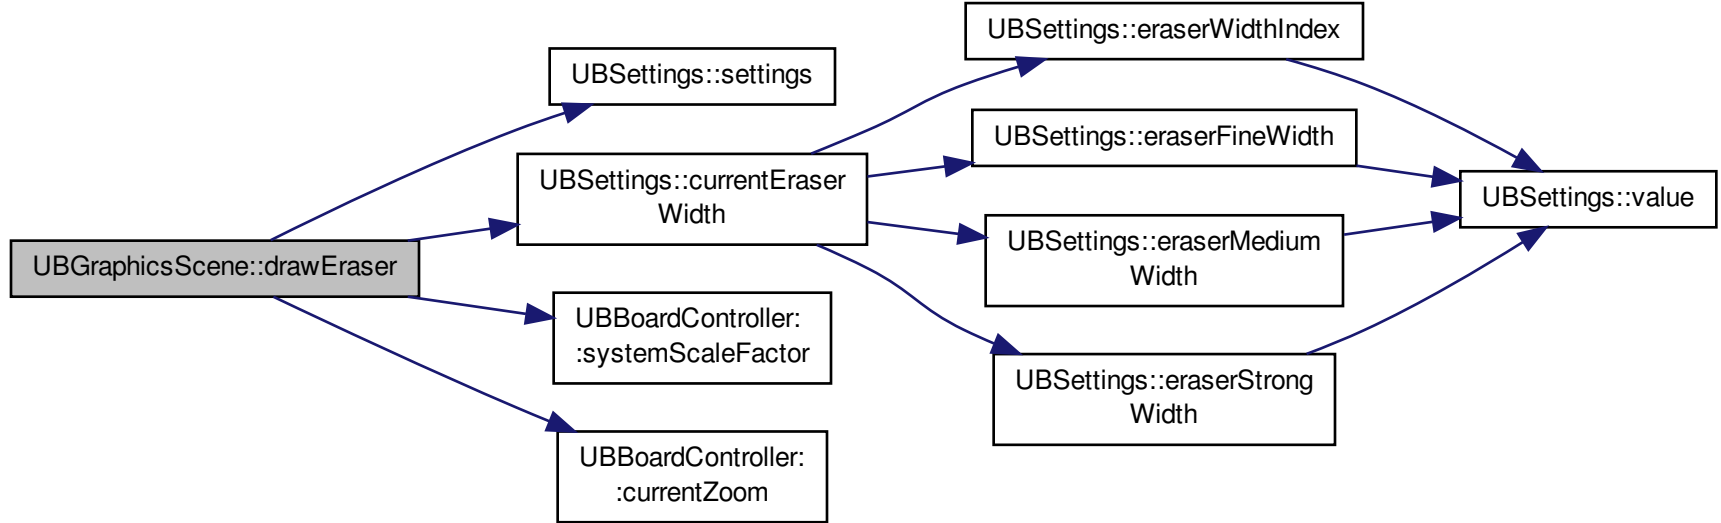 UBGraphicsScene::drawEraser
UBSettings::settings
UBSettings::currentEraser
Width
UBBoardController:
:systemScaleFactor
UBBoardController:
:currentZoom
UBSettings::eraserWidthIndex
UBSettings::eraserFineWidth
UBSettings::eraserMedium
Width
UBSettings::eraserStrong
Width
UBSettings::value